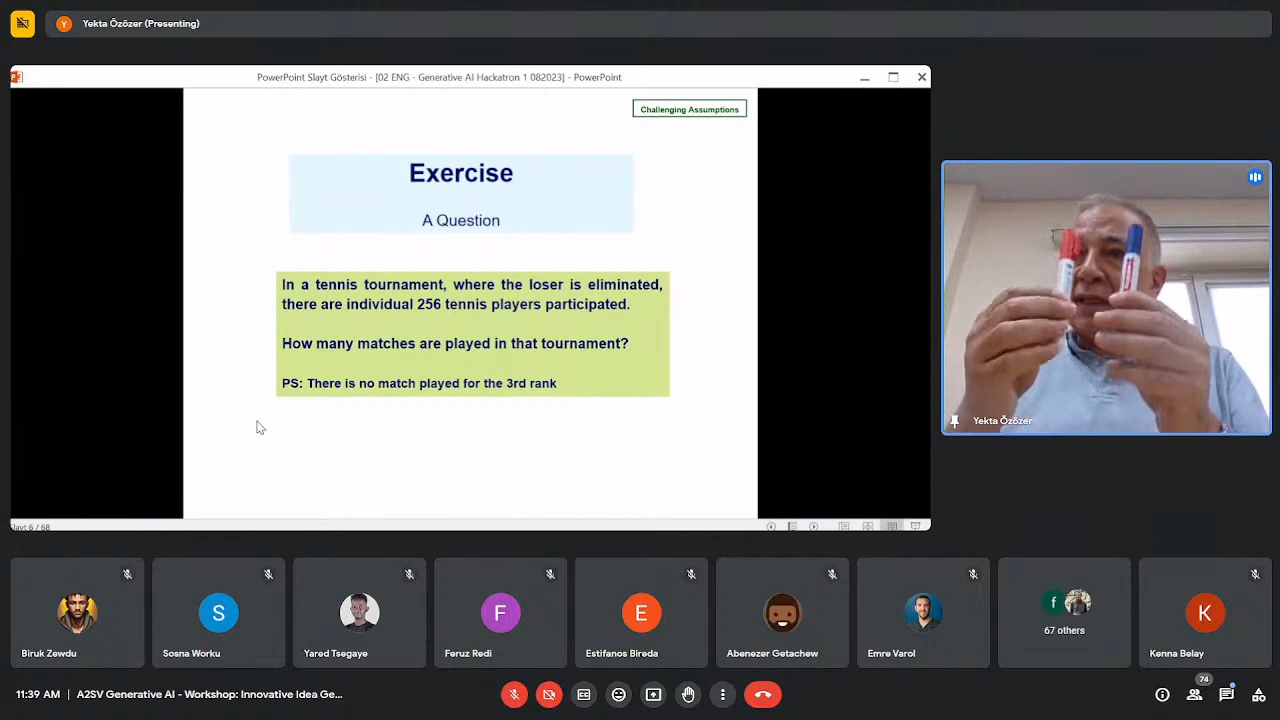 Yekta Özözer (Presenting)
Y
PowerPoint Slayt Gösterisi - [02 ENG - Generative AI Hackatron 1 082023] - PowerPoint
Challenging Assumptions
Exercise
A Question
In a tennis tournament, where the loser is eliminated,
there are individual 256 tennis players participated.
How many matches are played in that tournament?
PS: There is no match played for the 3rd rank
Yekta Özözer
Slayt 6 / 68
S
F
E
f
K
Biruk Zewdu
Sosna Worku
Yared Tsegaye
Feruz Redi
Estifanos Bireda
Abenezer Getachew
Emre Varol
67 others
Kenna Belay
11:39 AM | A2SV Generative AI - Workshop: Innovative Idea Ge...
74